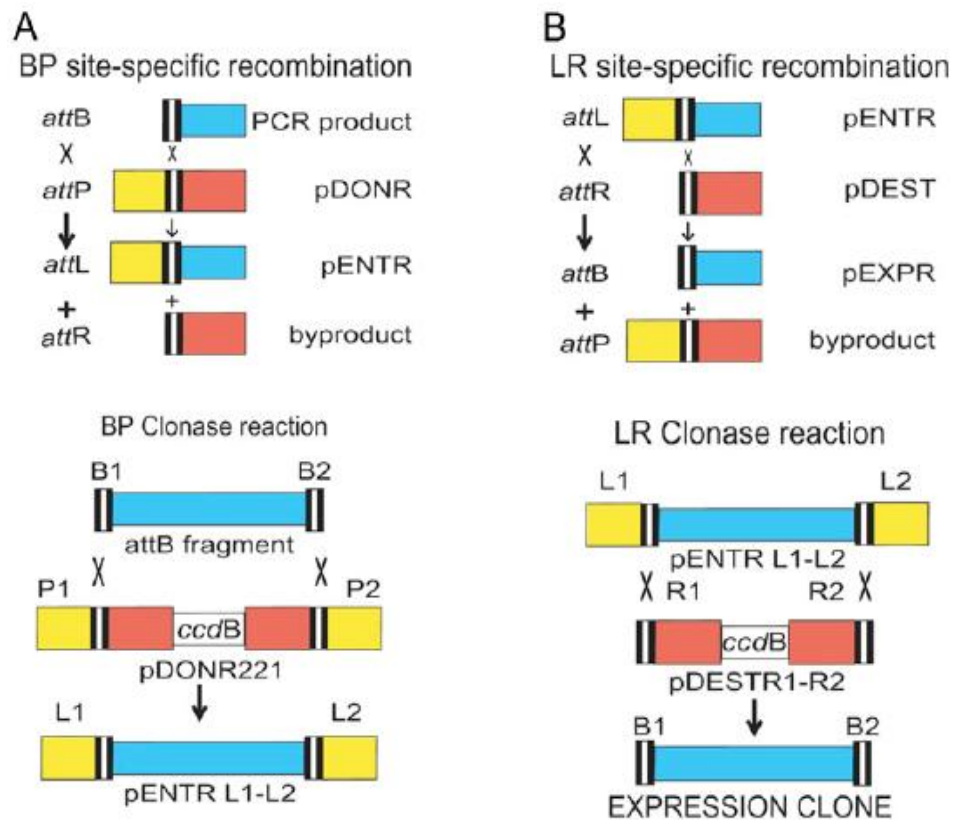 A
BP site-specific recombination
attB
PCR product
X
x
attP
pDONR
attL
pENTR
+
+
attR
byproduct
BP Clonase reaction
B1
B2
attB fragment
X
X
P1
P2
ccdB
pDONR221
L1
L2
pENTR L1-L2
B
LR site-specific recombination
attL
pENTR
X
x
attR
pDEST
attB
pEXPR
+
+
attP
byproduct
LR Clonase reaction
L1
L2
pENTR L1-L2
X
R1
R2
X
ccdB
pDESTR1-R2
B1
B2
EXPRESSION CLONE